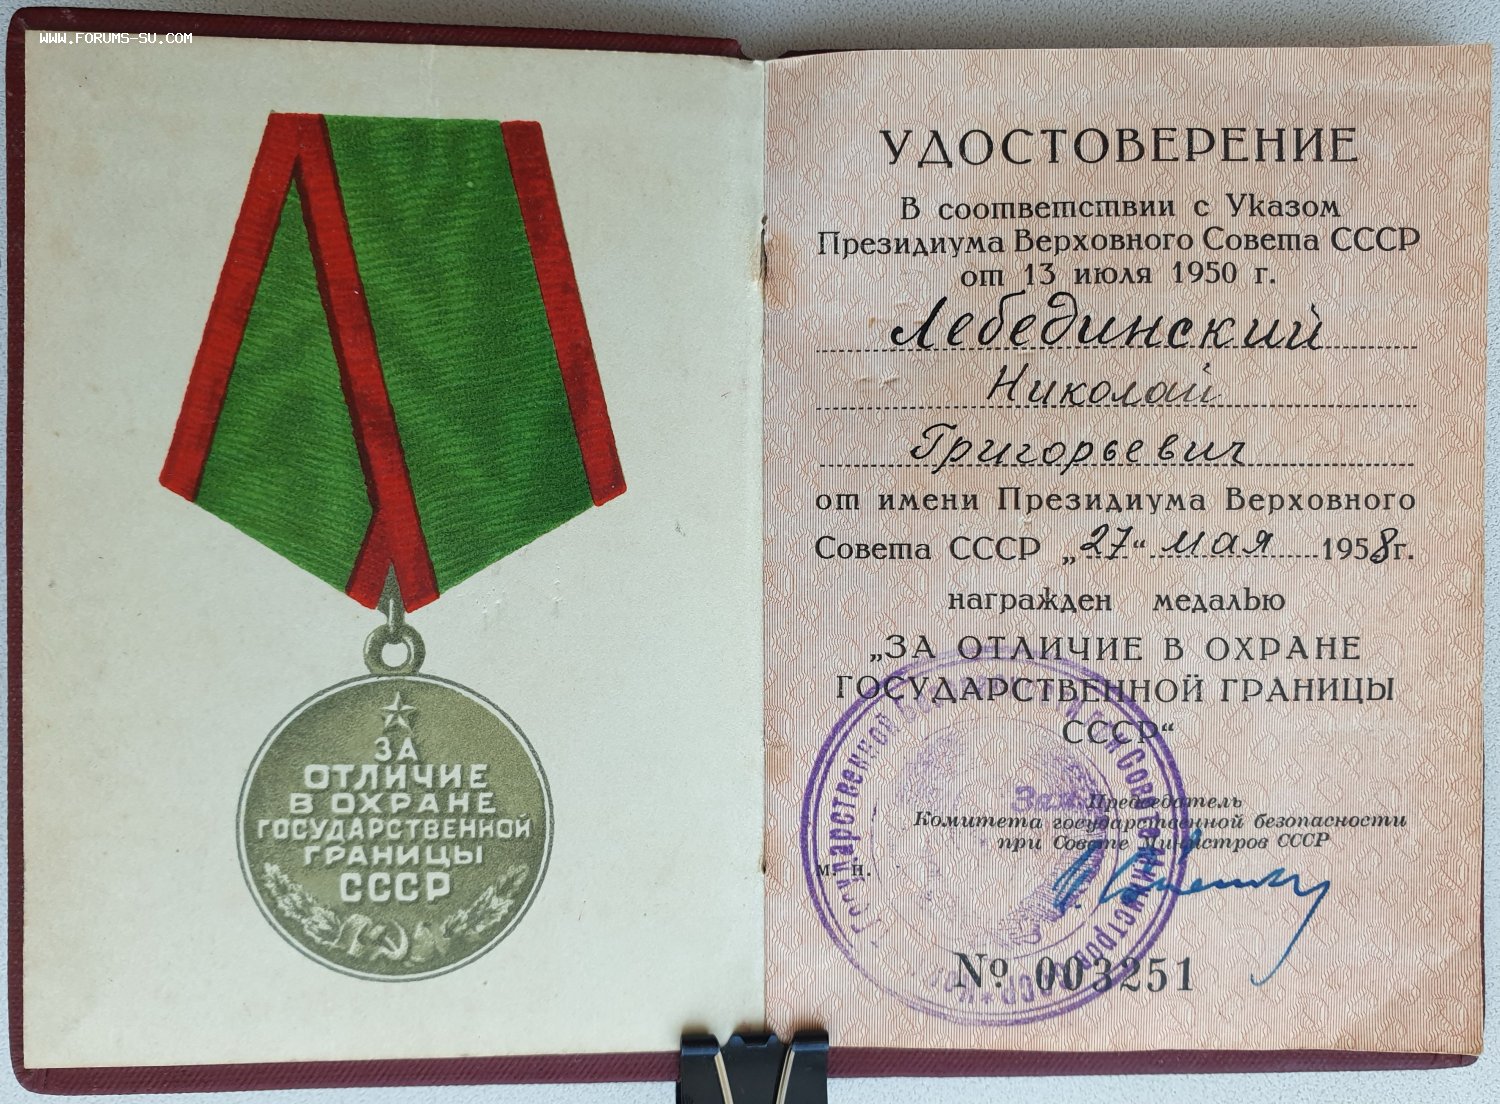 WWW.FORUMS-SU.COM
ЗА
ОТЛИЧИЕ
В ОХРАНЕ
ГОСУДАРСТВЕННОЙ
ГРАНИЦЫ
СССР
УДОСТОВЕРЕНИЕ
В соответствии с Указом
Президиума Верховного Совета СССР
от 13 июля 1950 г.
Лебединский
Николай
Григорьевич
от имени Президиума Верховного
Совета СССР „27“ мая 1958 г.
награжден медалью
„ЗА ОТЛИЧИЕ В ОХРАНЕ
ГОСУДАРСТВЕННОЙ ГРАНИЦЫ
СССР“
Зам. Председатель
Комитета государственной безопасности
при Совете Министров СССР
м. п.
№ 003251